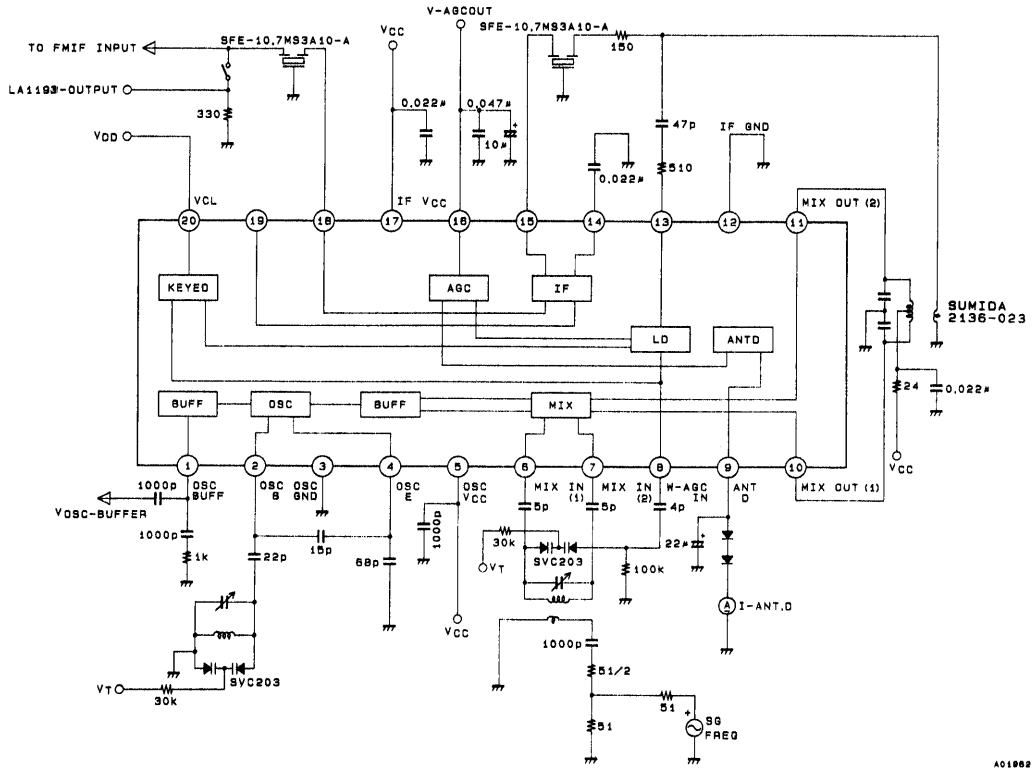 V-AGCOUT
SFE-10.7MS3A10-A
VCC
SFE-10.7MS3A10-A
TO FMIF INPUT
150
LA1193-OUTPUT
330
0.022μ
0.047μ
10μ
+
47p
IF GND
VDD
0.022μ
510
VCL
IF VCC
MIX OUT (2)
20
19
18
17
16
15
14
13
12
11
KEYED
AGC
IF
SUMIDA
2136-023
LD
ANTD
24
0.022μ
BUFF
OSC
BUFF
MIX
VCC
1
2
3
4
5
6
7
8
9
10
OSC BUFF
OSC B
OSC GND
OSC E
OSC VCC
MIX IN (1)
MIX IN (2)
W-AGC IN
ANT D
MIX OUT (1)
1000p
VOSC-BUFFER
1000p
1k
22p
15p
68p
1000p
5p
5p
4p
30k
SVC203
VT
100k
22μ
+
A
I-ANT.D
VCC
1000p
51/2
SVC203
VT
30k
51
51
+
SG
FREQ
A01982